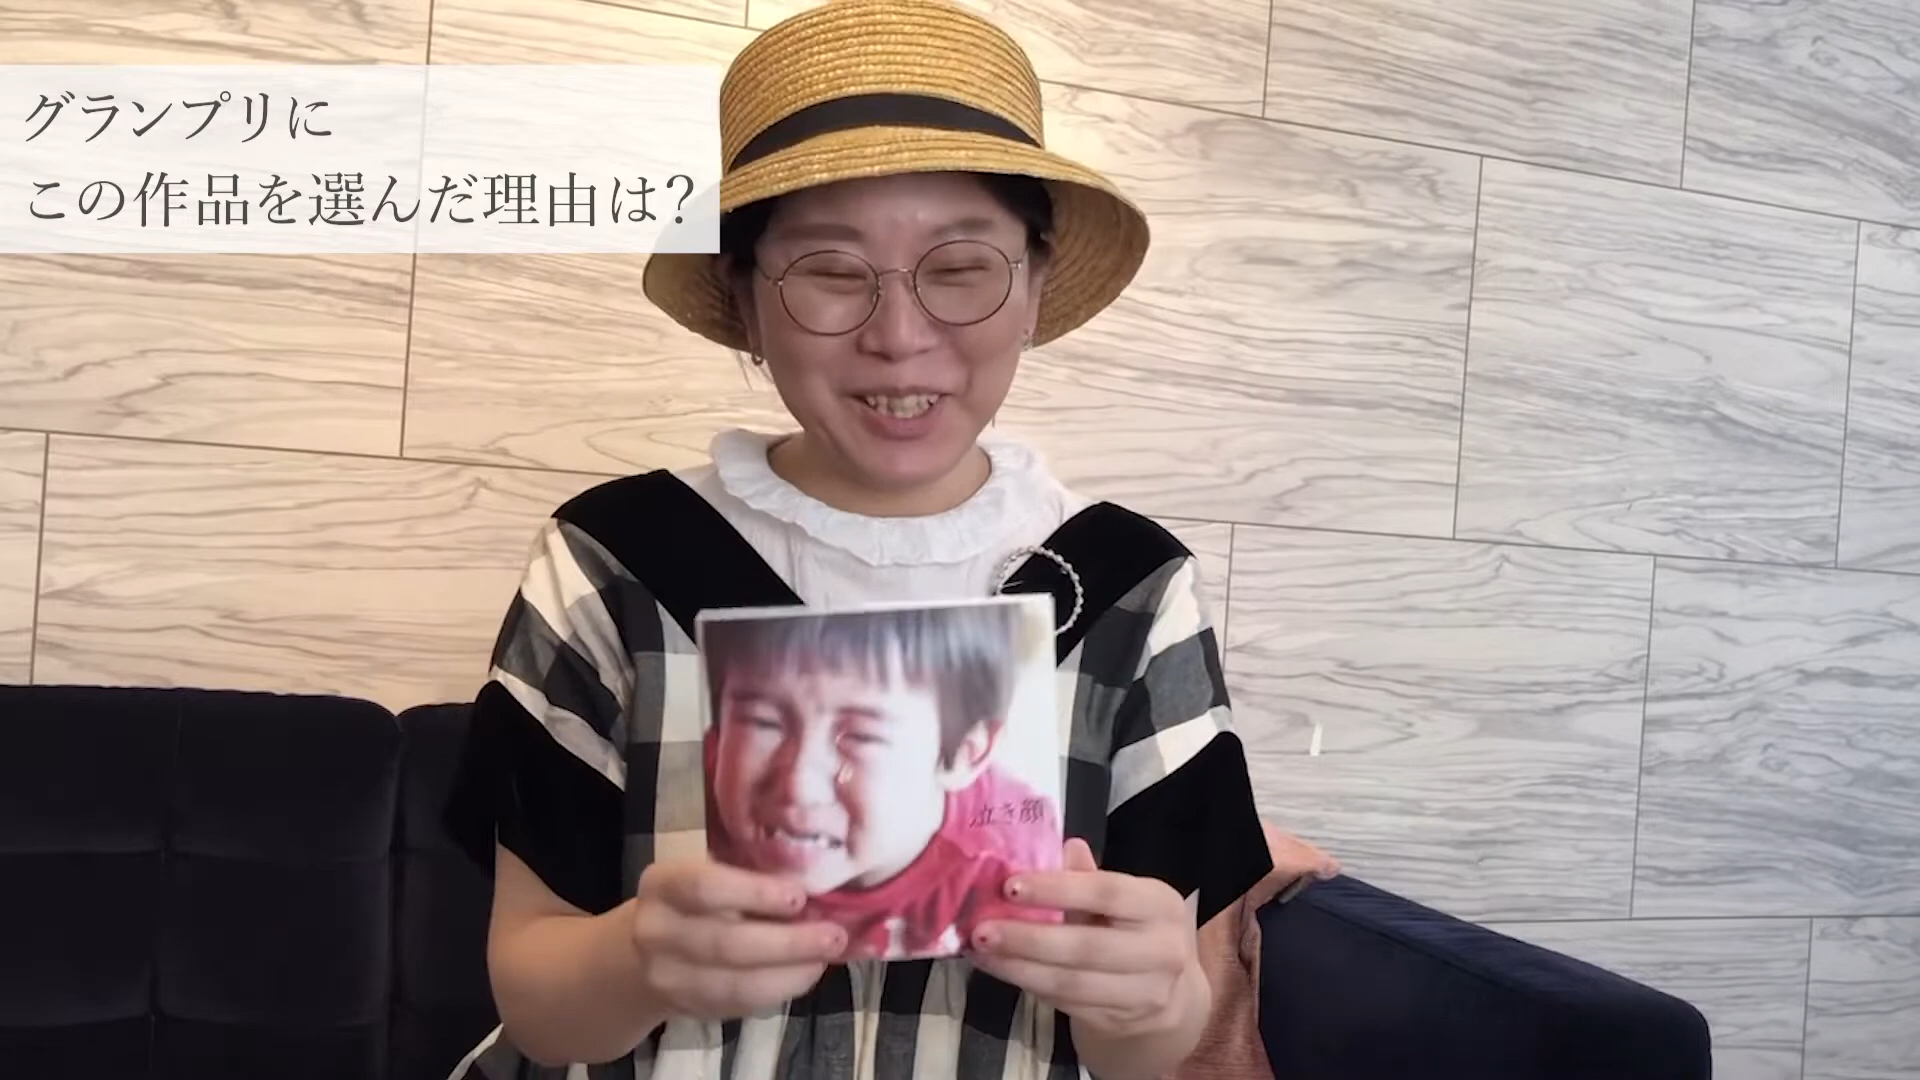 グランプリに
この作品を選んだ理由は?
泣き顔